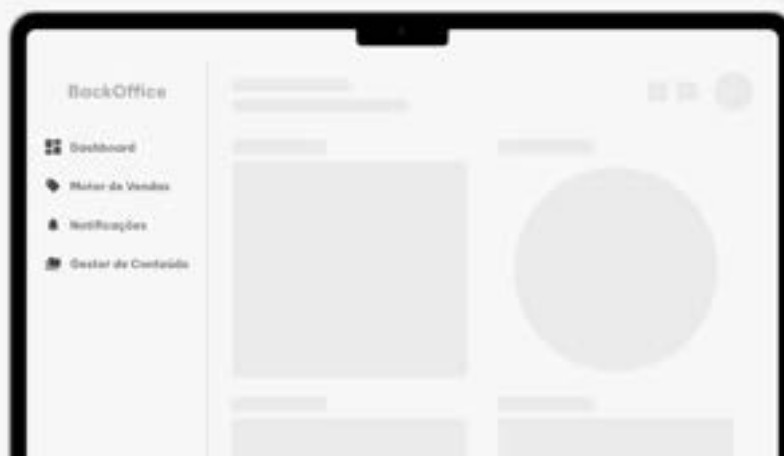 BackOffice
Dashboard
Motor de Vendas
Notificações
Gestor de Conteúdo